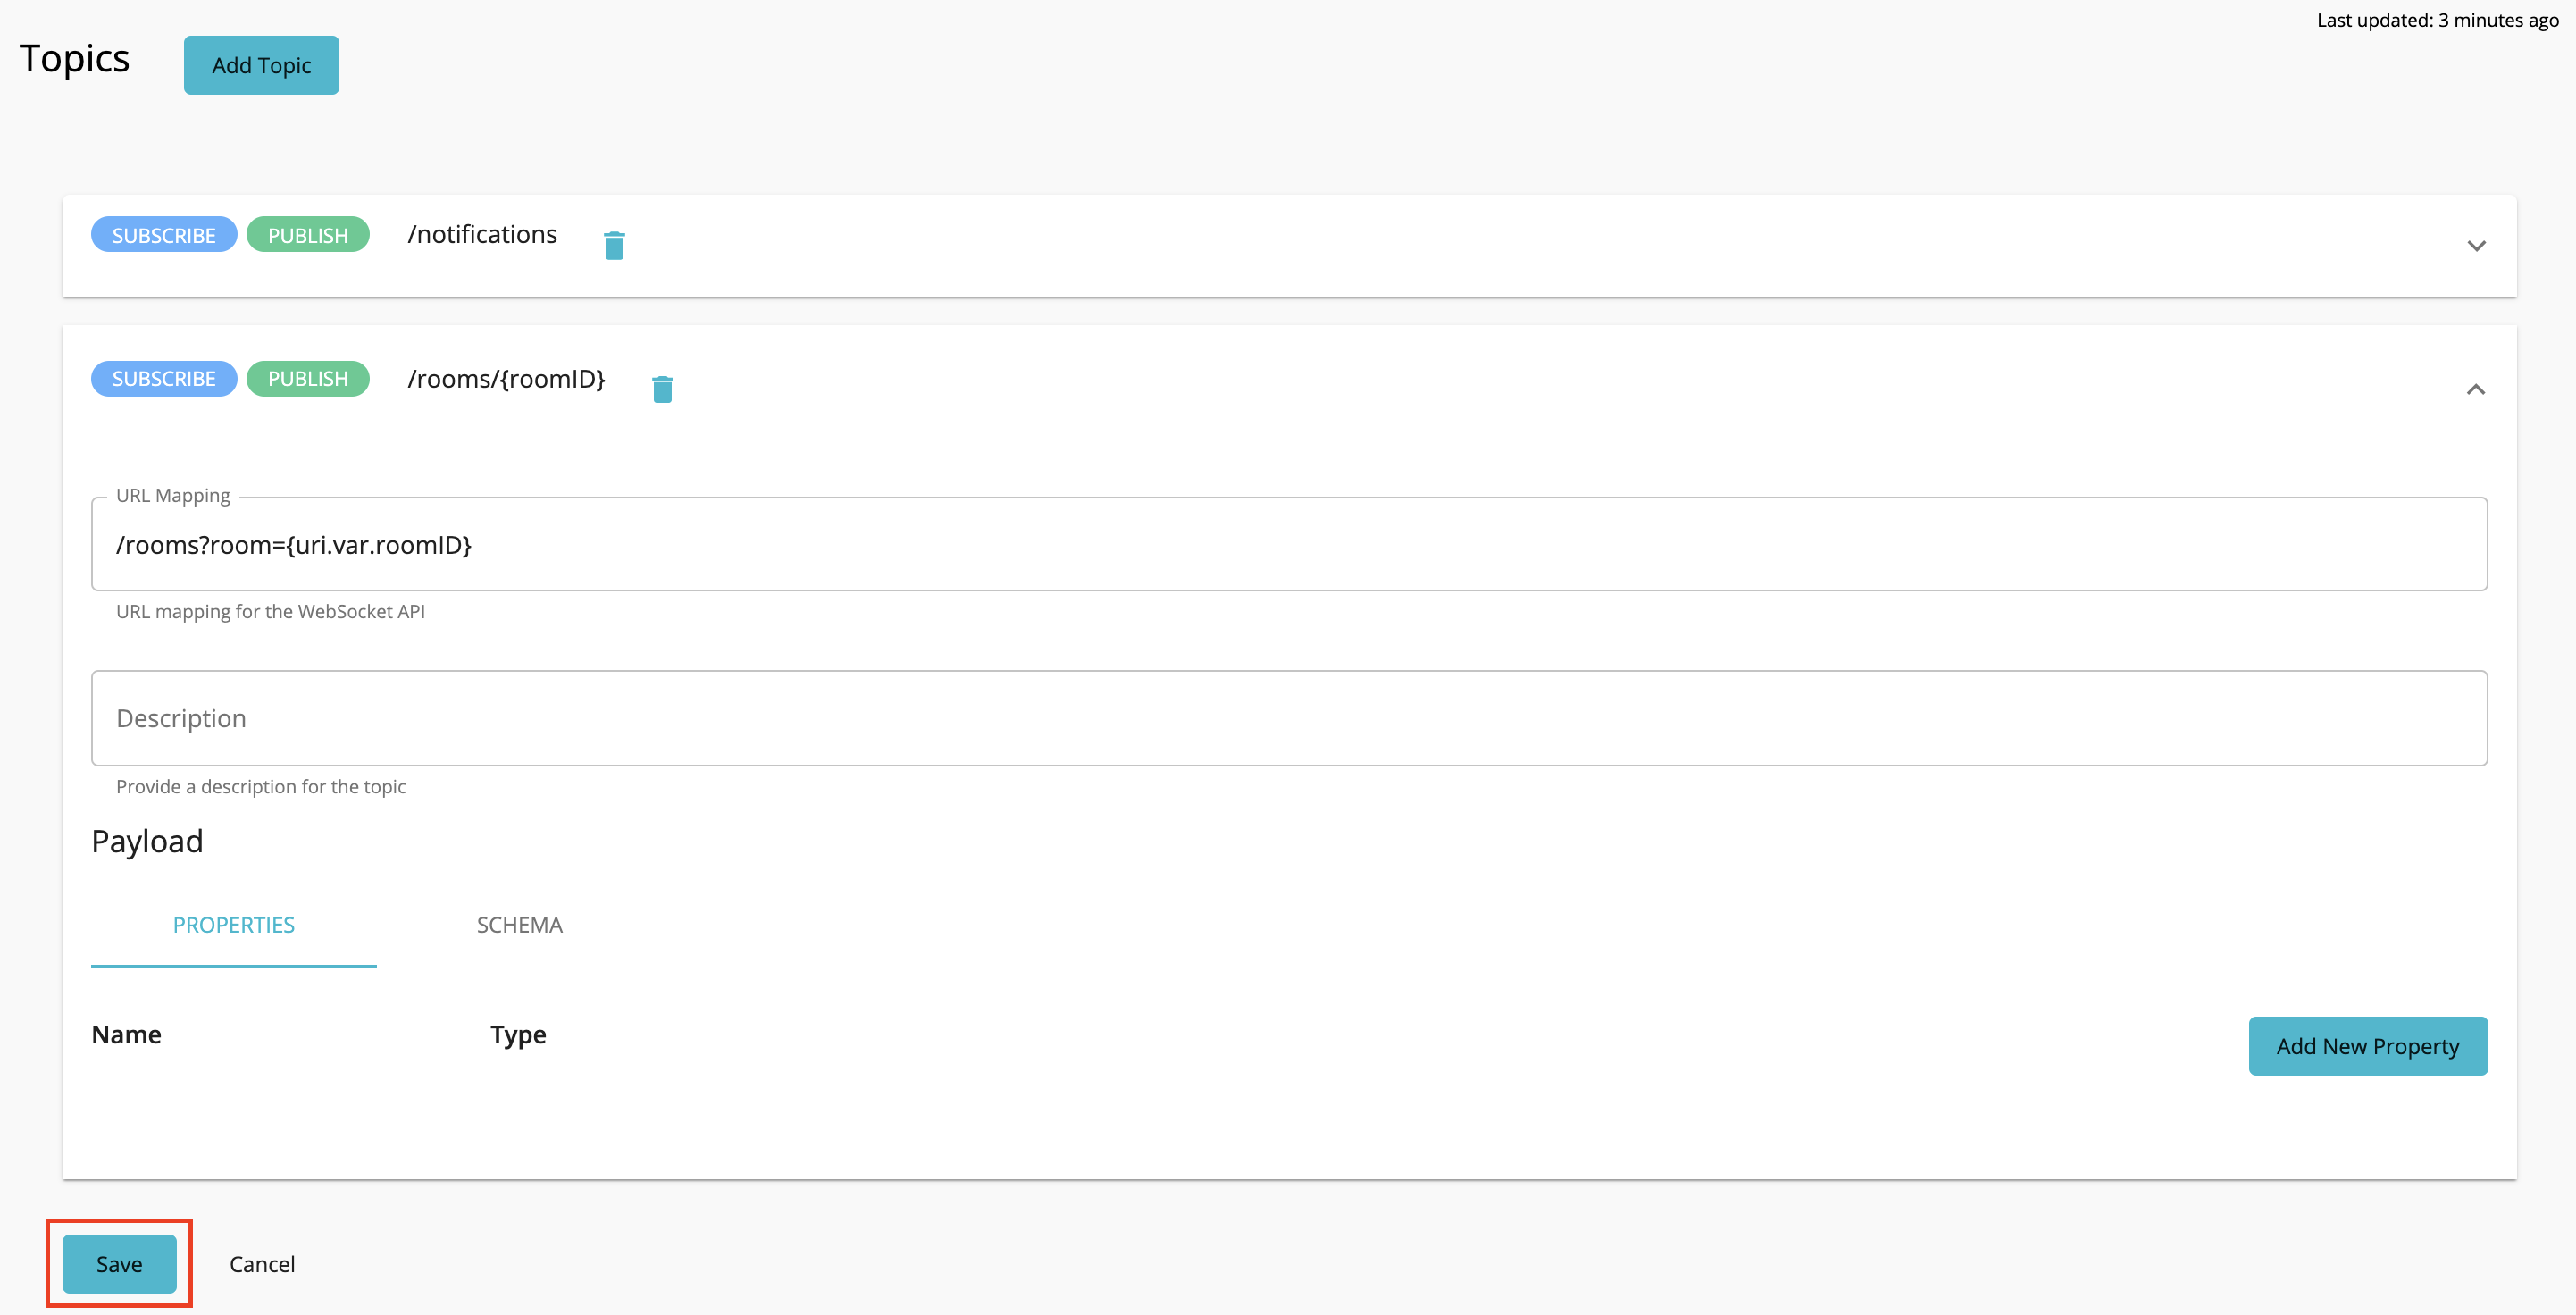 Last updated: 3 minutes ago
Topics
Add Topic
SUBSCRIBE PUBLISH /notifications
SUBSCRIBE PUBLISH /rooms/{roomID}
URL Mapping
/rooms?room={uri.var.roomID}
URL mapping for the WebSocket API
Description
Provide a description for the topic
Payload
PROPERTIES SCHEMA
Name Type
Add New Property
Save Cancel